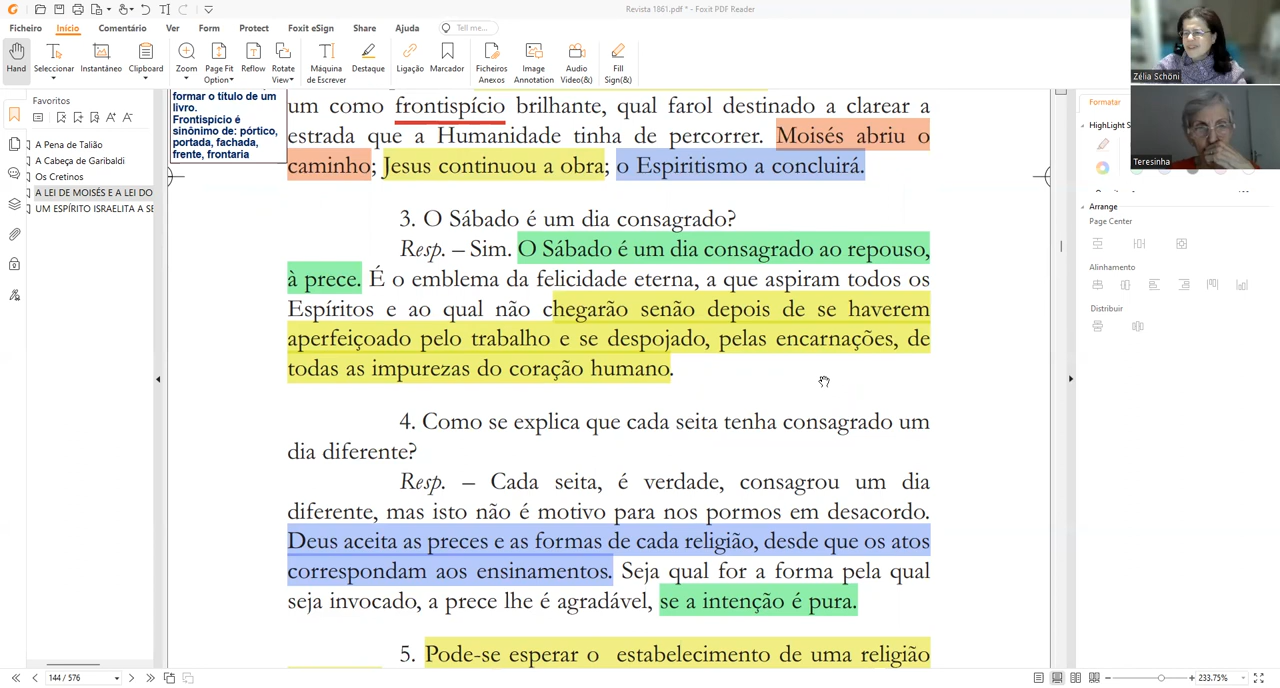 Revista 1861.pdf * - Foxit PDF Reader
Ficheiro Início Comentário Ver Form Protect Foxit eSign Share Ajuda Tell me...
Hand Seleccionar Instantâneo Clipboard Zoom Page Fit Option Reflow Rotate View Máquina de Escrever Destaque Ligação Marcador Ficheiros Anexos Image Annotation Audio Video(&) Fill Sign(&)
Zélia Schöni
Teresinha
Favoritos
A Pena de Talião
A Cabeça de Garibaldi
Os Cretinos
A LEI DE MOISÉS E A LEI DO
UM ESPÍRITO ISRAELITA A SE
formar o título de um
livro.
Frontispício é
sinônimo de: pórtico,
portada, fachada,
frente, frontaria
um como frontispício brilhante, qual farol destinado a clarear a
estrada que a Humanidade tinha de percorrer. Moisés abriu o
caminho; Jesus continuou a obra; o Espiritismo a concluirá.
3. O Sábado é um dia consagrado?
Resp. – Sim. O Sábado é um dia consagrado ao repouso,
à prece. É o emblema da felicidade eterna, a que aspiram todos os
Espíritos e ao qual não chegarão senão depois de se haverem
aperfeiçoado pelo trabalho e se despojado, pelas encarnações, de
todas as impurezas do coração humano.
4. Como se explica que cada seita tenha consagrado um
dia diferente?
Resp. – Cada seita, é verdade, consagrou um dia
diferente, mas isto não é motivo para nos pormos em desacordo.
Deus aceita as preces e as formas de cada religião, desde que os atos
correspondam aos ensinamentos. Seja qual for a forma pela qual
seja invocado, a prece lhe é agradável, se a intenção é pura.
5. Pode-se esperar o estabelecimento de uma religião
Formatar
HighLight S
Arrange
Page Center
Alinhamento
Distribuir
144 / 576
233.75%